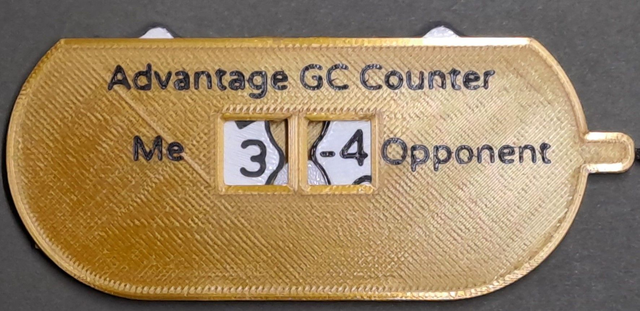 Advantage GC Counter
Me 3 -4 Opponent